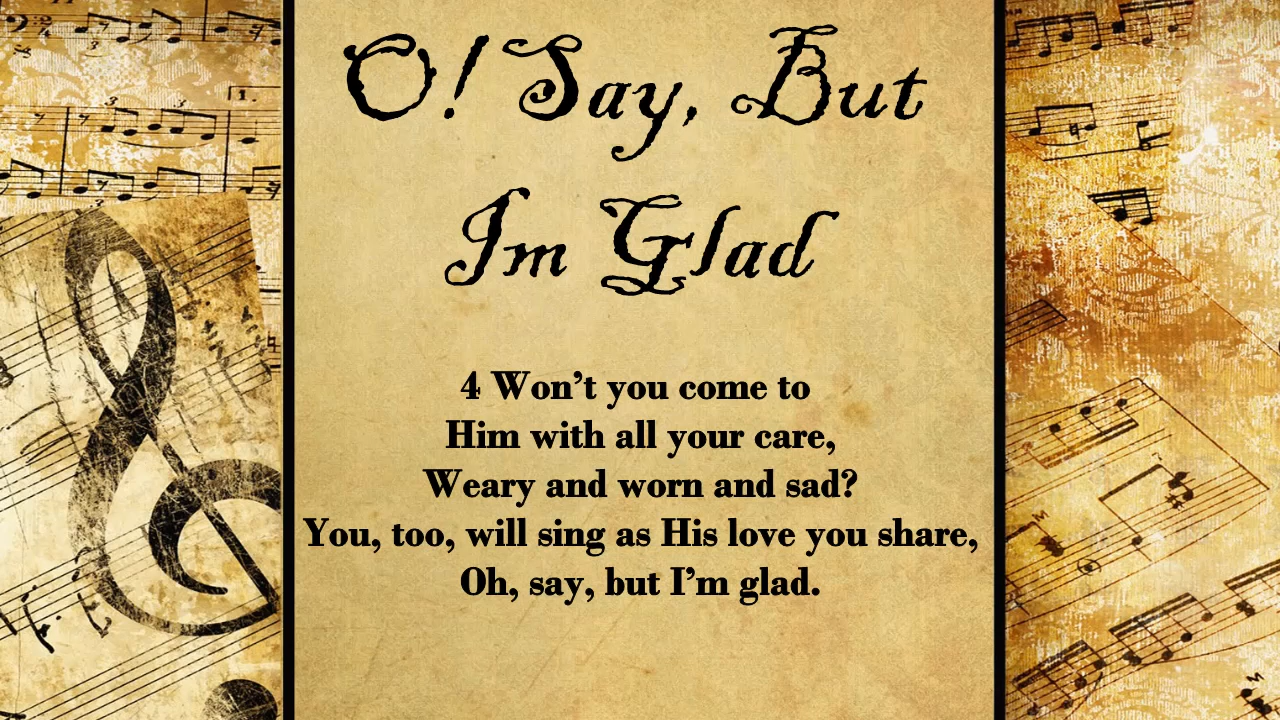 O! Say, But
Im Glad
4 Won’t you come to
Him with all your care,
Weary and worn and sad?
You, too, will sing as His love you share,
Oh, say, but I’m glad.